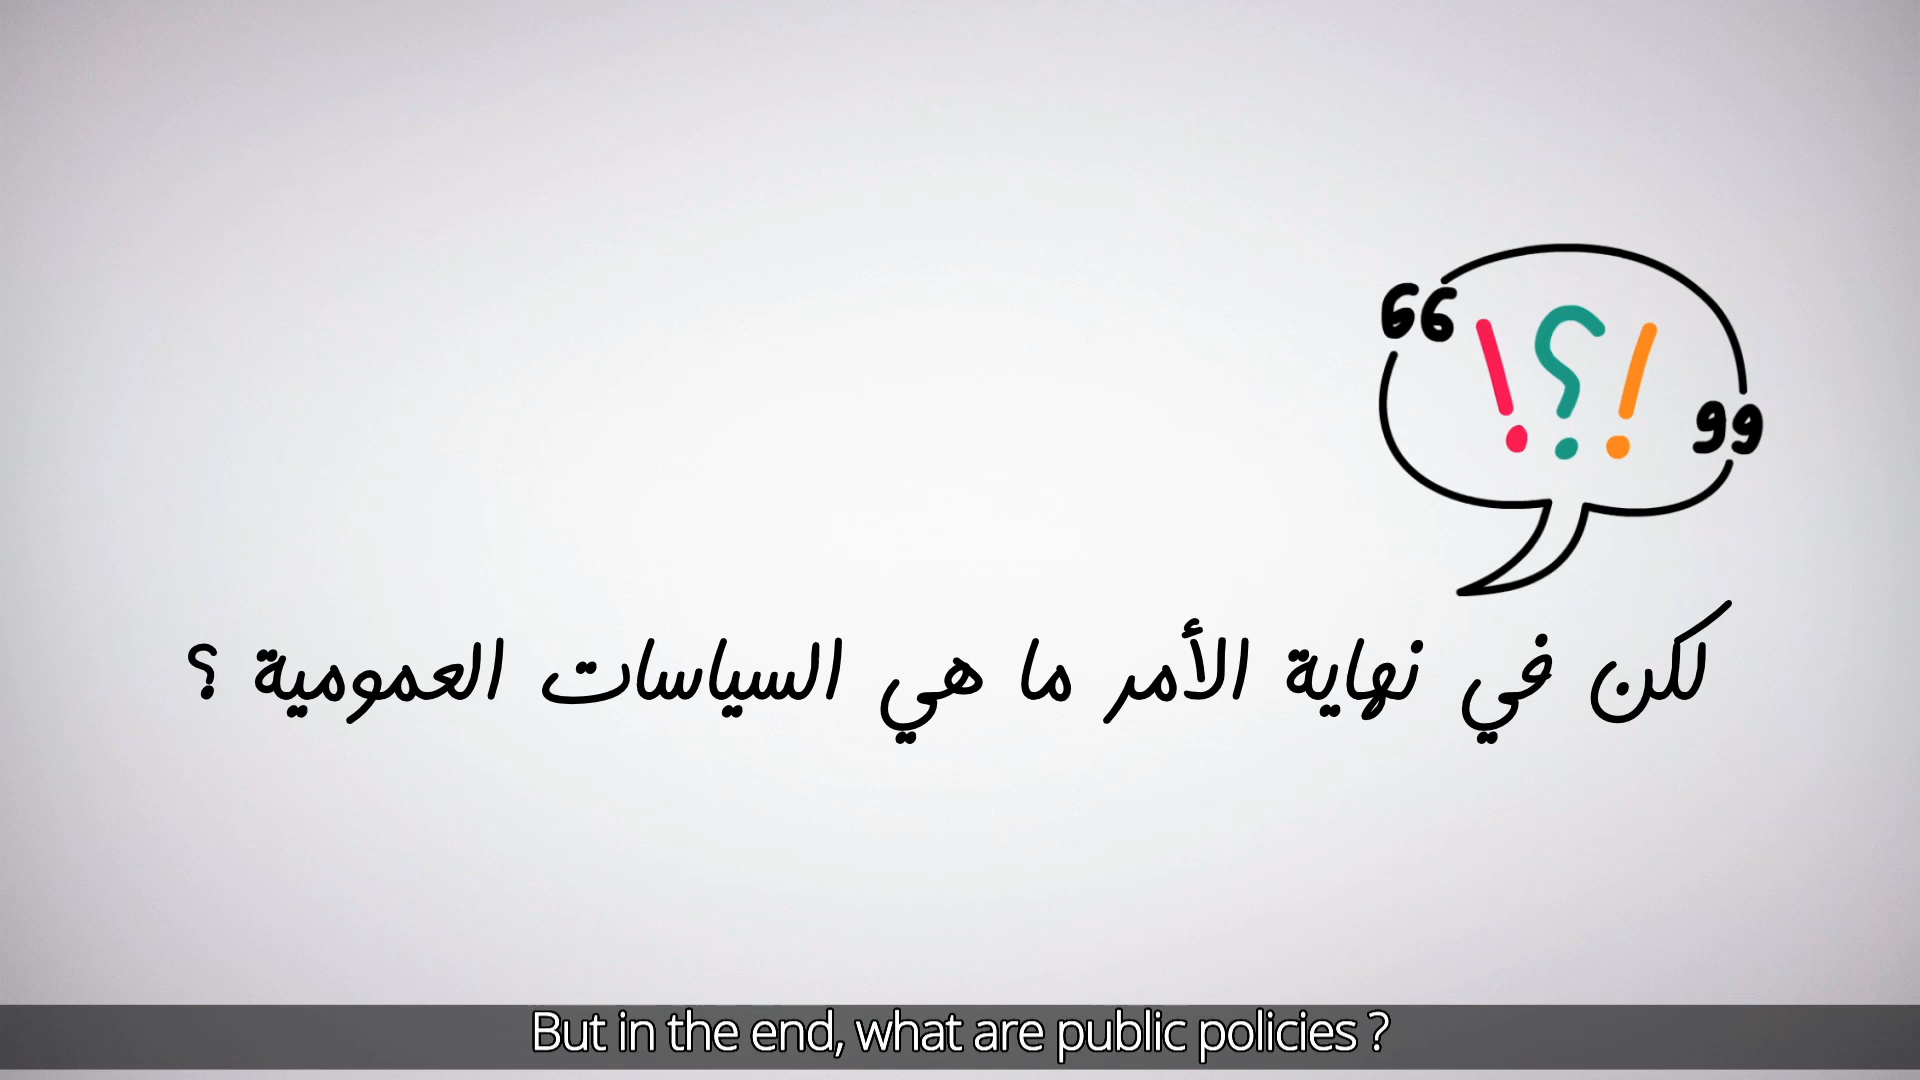 !؟!
لكن في نهاية الأمر ما هي السياسات العمومية ؟
But in the end, what are public policies ?